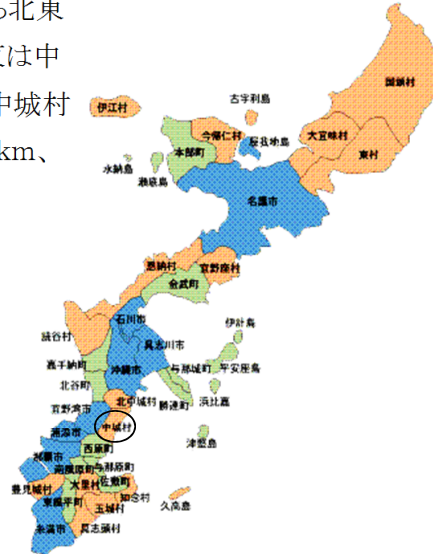 ら北東
又は中
中城村
km、
国頭村
古宇利島
伊江村
今帰仁村
大宜味村
屋我地島
本部町
東村
水納島
瀬底島
名護市
恩納村
宜野座村
金武町
石川市
伊計島
読谷村
具志川市
嘉手納町
与那城町
平安座島
沖縄市
北谷町
北中城村
勝連町
浜比嘉
宜野湾市
中城村
浦添市
津堅島
西原町
那覇市
与那原町
南風原町
豊見城村
大里村
佐敷町
知念村
東風平町
玉城村
久高島
糸満市
具志頭村